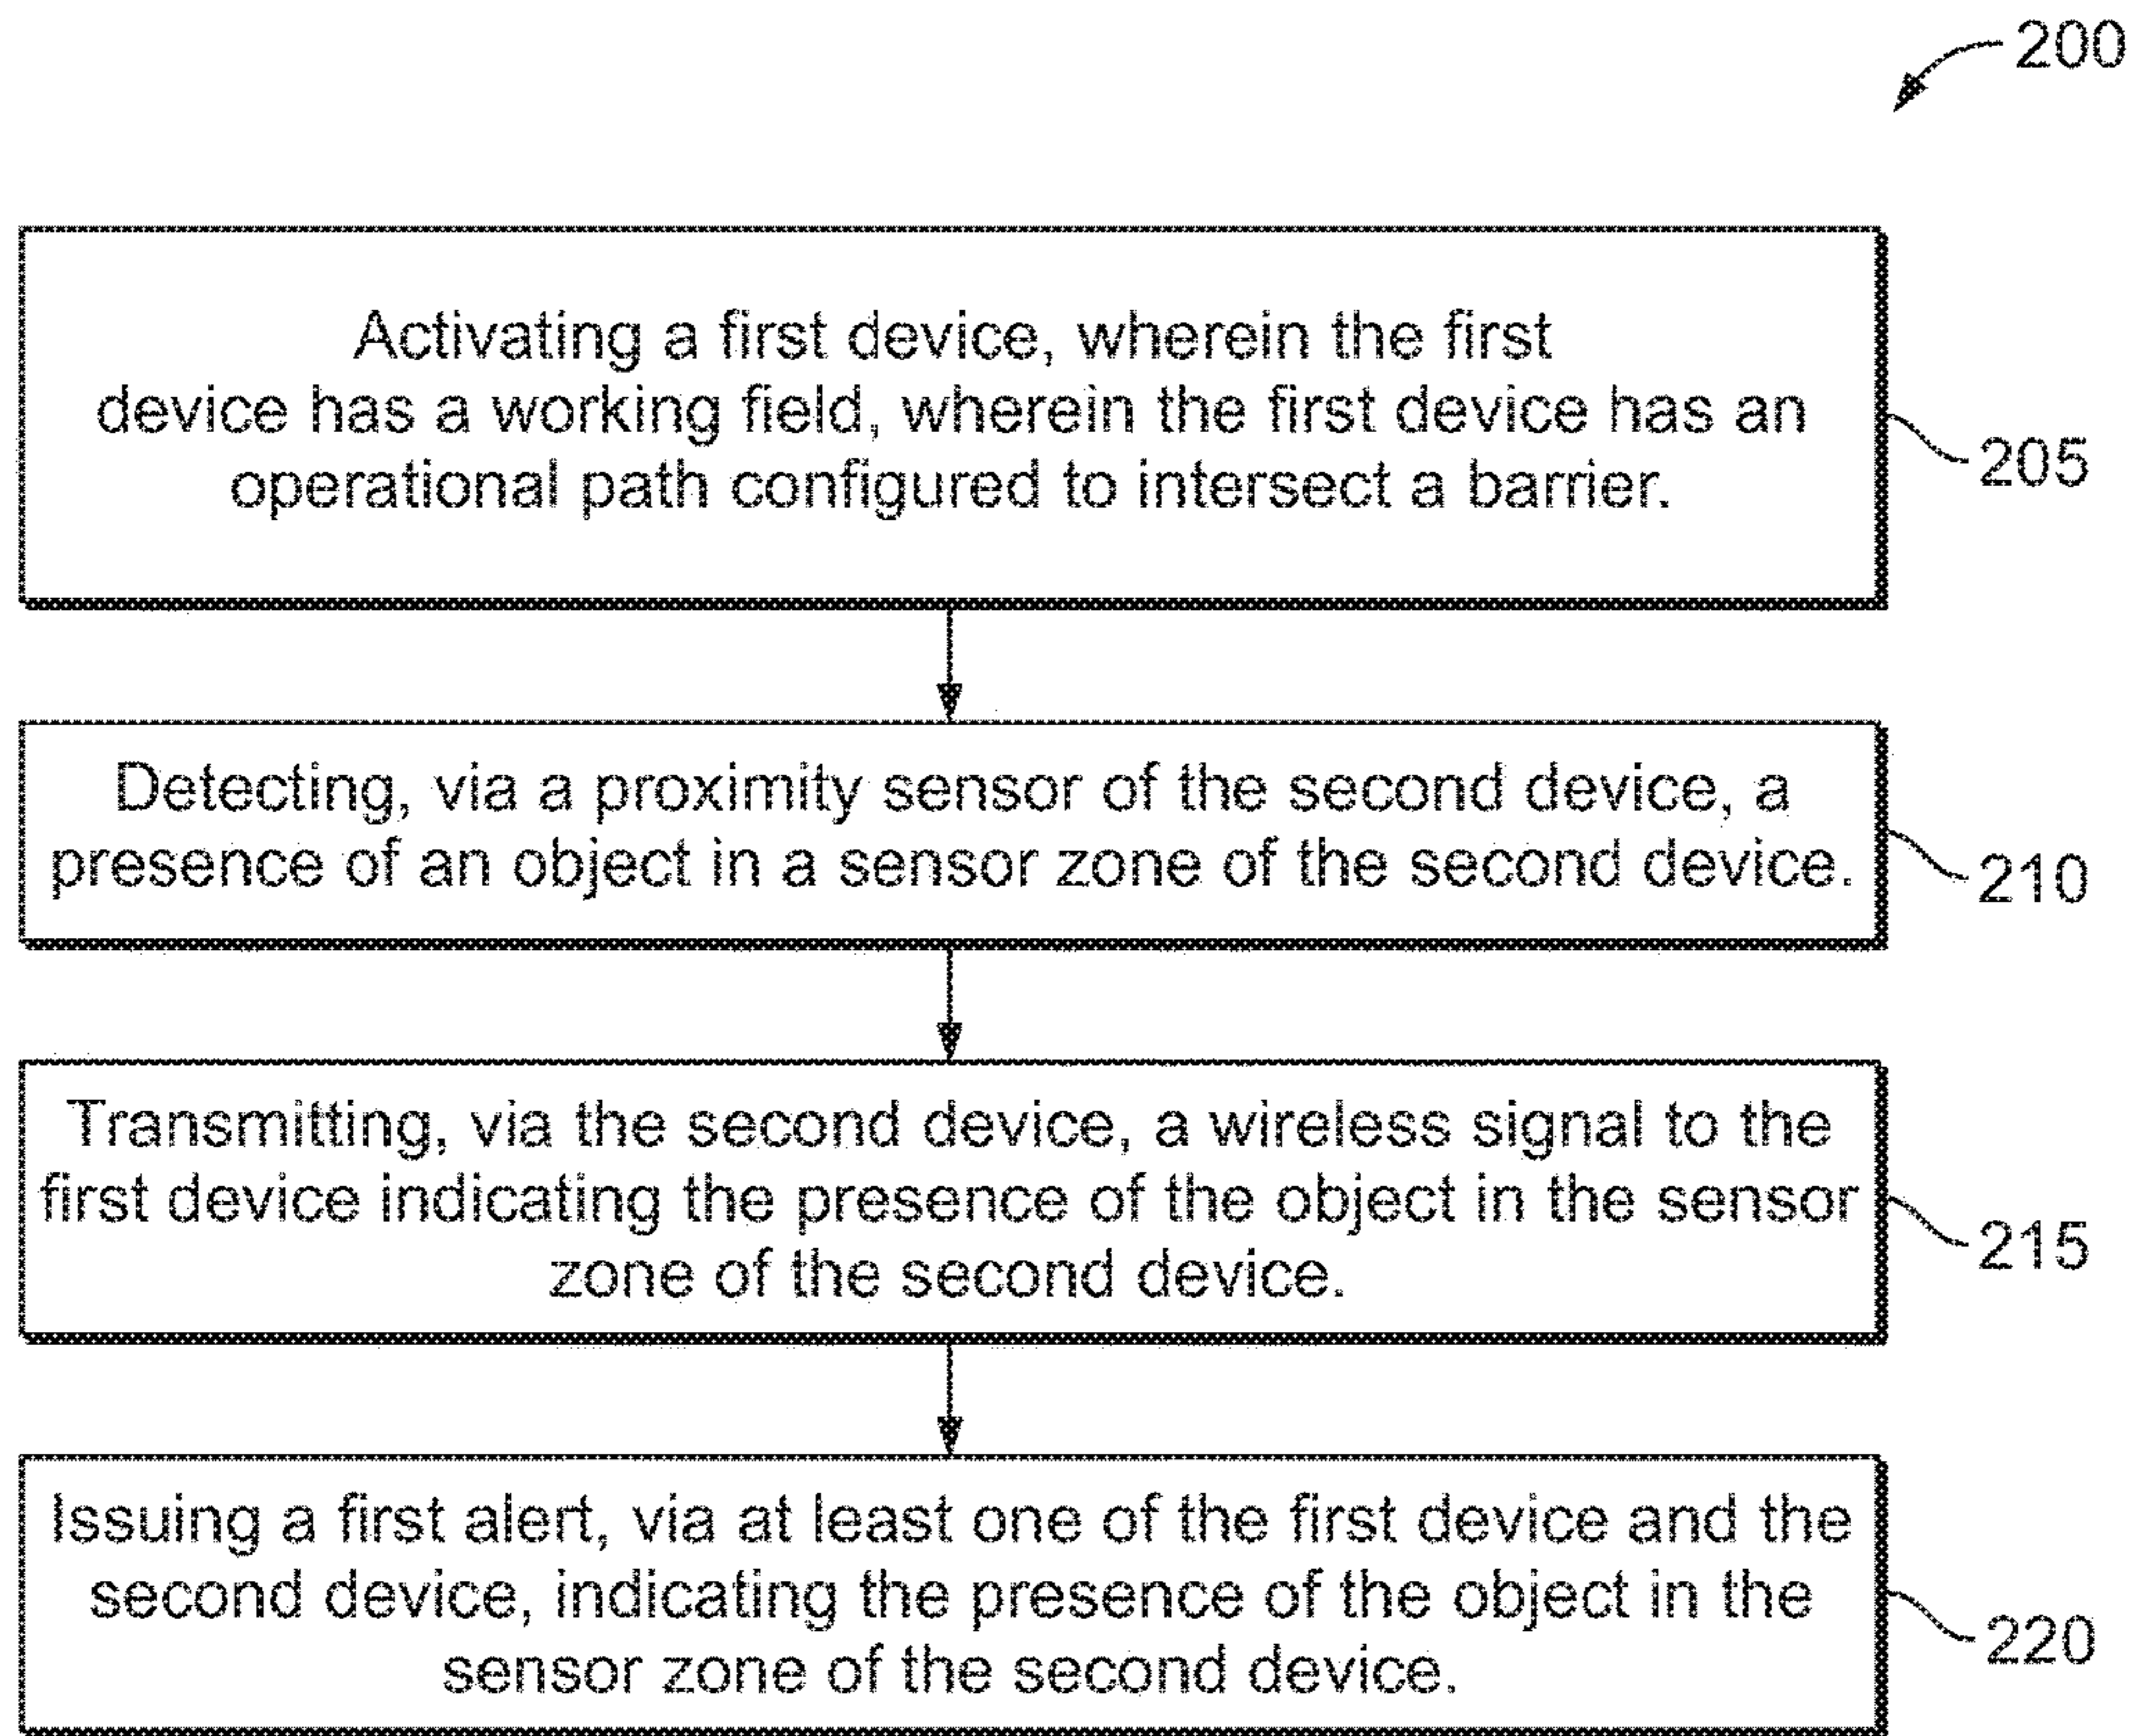 200
Activating a first device, wherein the first
device has a working field, wherein the first device has an
operational path configured to intersect a barrier.
205
Detecting, via a proximity sensor of the second device, a
presence of an object in a sensor zone of the second device.
210
Transmitting, via the second device, a wireless signal to the
first device indicating the presence of the object in the sensor
zone of the second device.
215
Issuing a first alert, via at least one of the first device and the
second device, indicating the presence of the object in the
sensor zone of the second device.
220